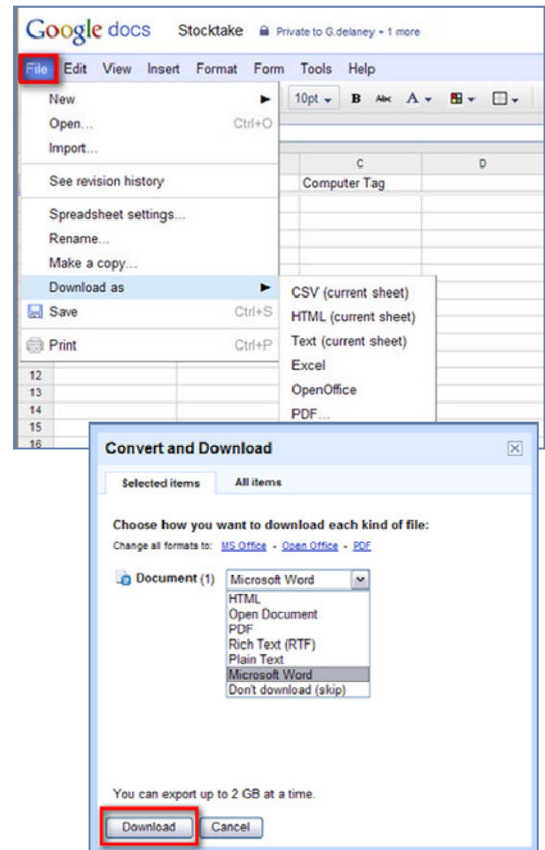 Google docs Stocktake Private to G.delaney + 1 more
File Edit View Insert Format Form Tools Help
New
10pt B Abc A
Open... Ctrl+O
Import...
C D
See revision history
Computer Tag
Spreadsheet settings...
Rename...
Make a copy...
Download as
CSV (current sheet)
Save Ctrl+S
HTML (current sheet)
Print Ctrl+P
Text (current sheet)
Excel
12
13
OpenOffice
14
PDF...
15
16
Convert and Download
Selected items All items
Choose how you want to download each kind of file:
Change all formats to: MS Office - Open Office - PDF
Document (1) Microsoft Word
HTML
Open Document
PDF
Rich Text (RTF)
Plain Text
Microsoft Word
Don't download (skip)
You can export up to 2 GB at a time.
Download Cancel